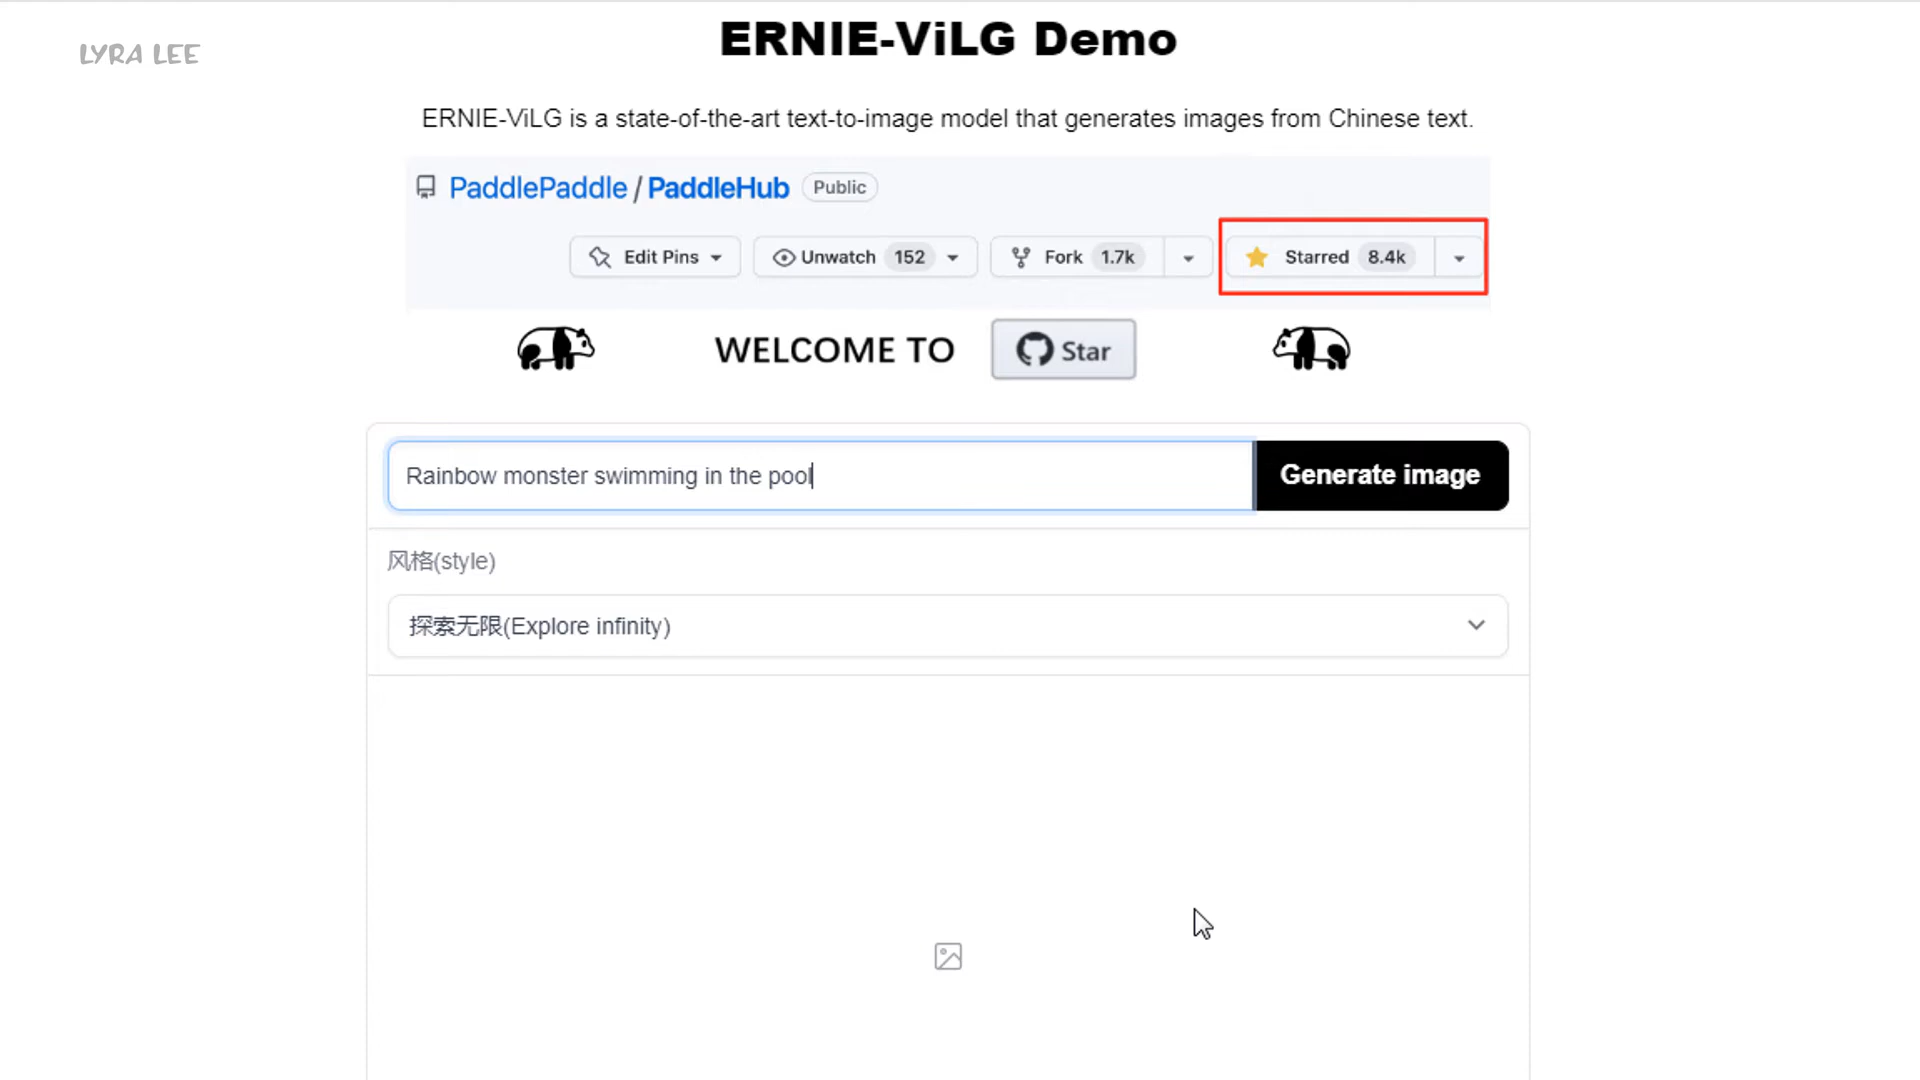 LYRA LEE
ERNIE-ViLG Demo
ERNIE-ViLG is a state-of-the-art text-to-image model that generates images from Chinese text.
PaddlePaddle / PaddleHub Public
Edit Pins Unwatch 152 Fork 1.7k Starred 8.4k
WELCOME TO Star
Rainbow monster swimming in the pool Generate image
风格(style)
探索无限(Explore infinity)